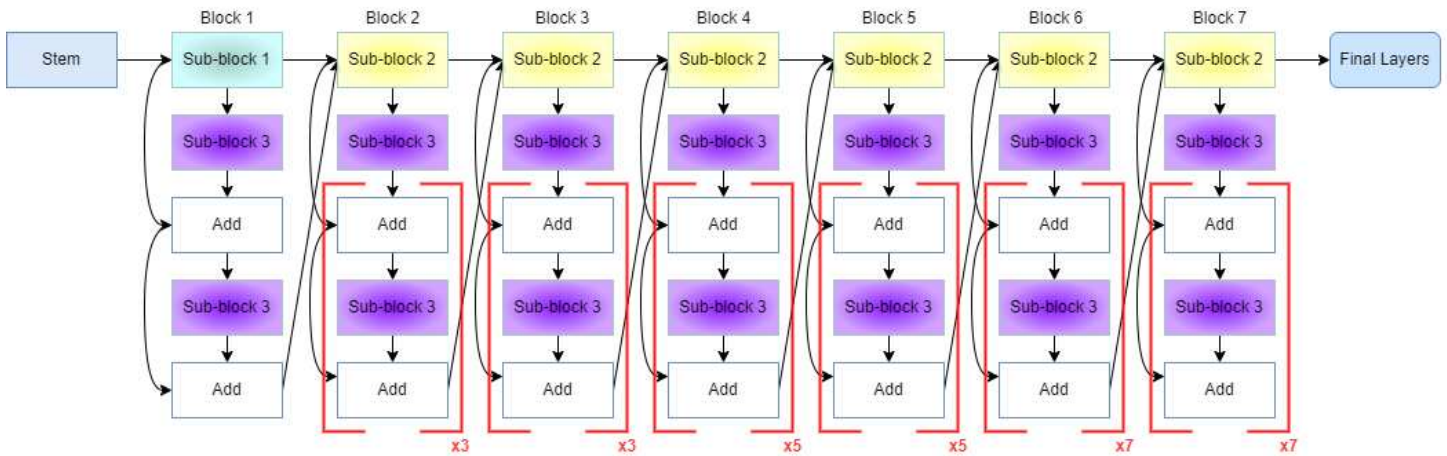 Block 1 Block 2 Block 3 Block 4 Block 5 Block 6 Block 7
Stem Sub-block 1 Sub-block 2 Sub-block 2 Sub-block 2 Sub-block 2 Sub-block 2 Sub-block 2 Final Layers
Sub-block 3 Sub-block 3 Sub-block 3 Sub-block 3 Sub-block 3 Sub-block 3 Sub-block 3
Add Add Add Add Add Add Add
Sub-block 3 Sub-block 3 Sub-block 3 Sub-block 3 Sub-block 3 Sub-block 3 Sub-block 3
Add Add Add Add Add Add Add
x3 x3 x5 x5 x7 x7